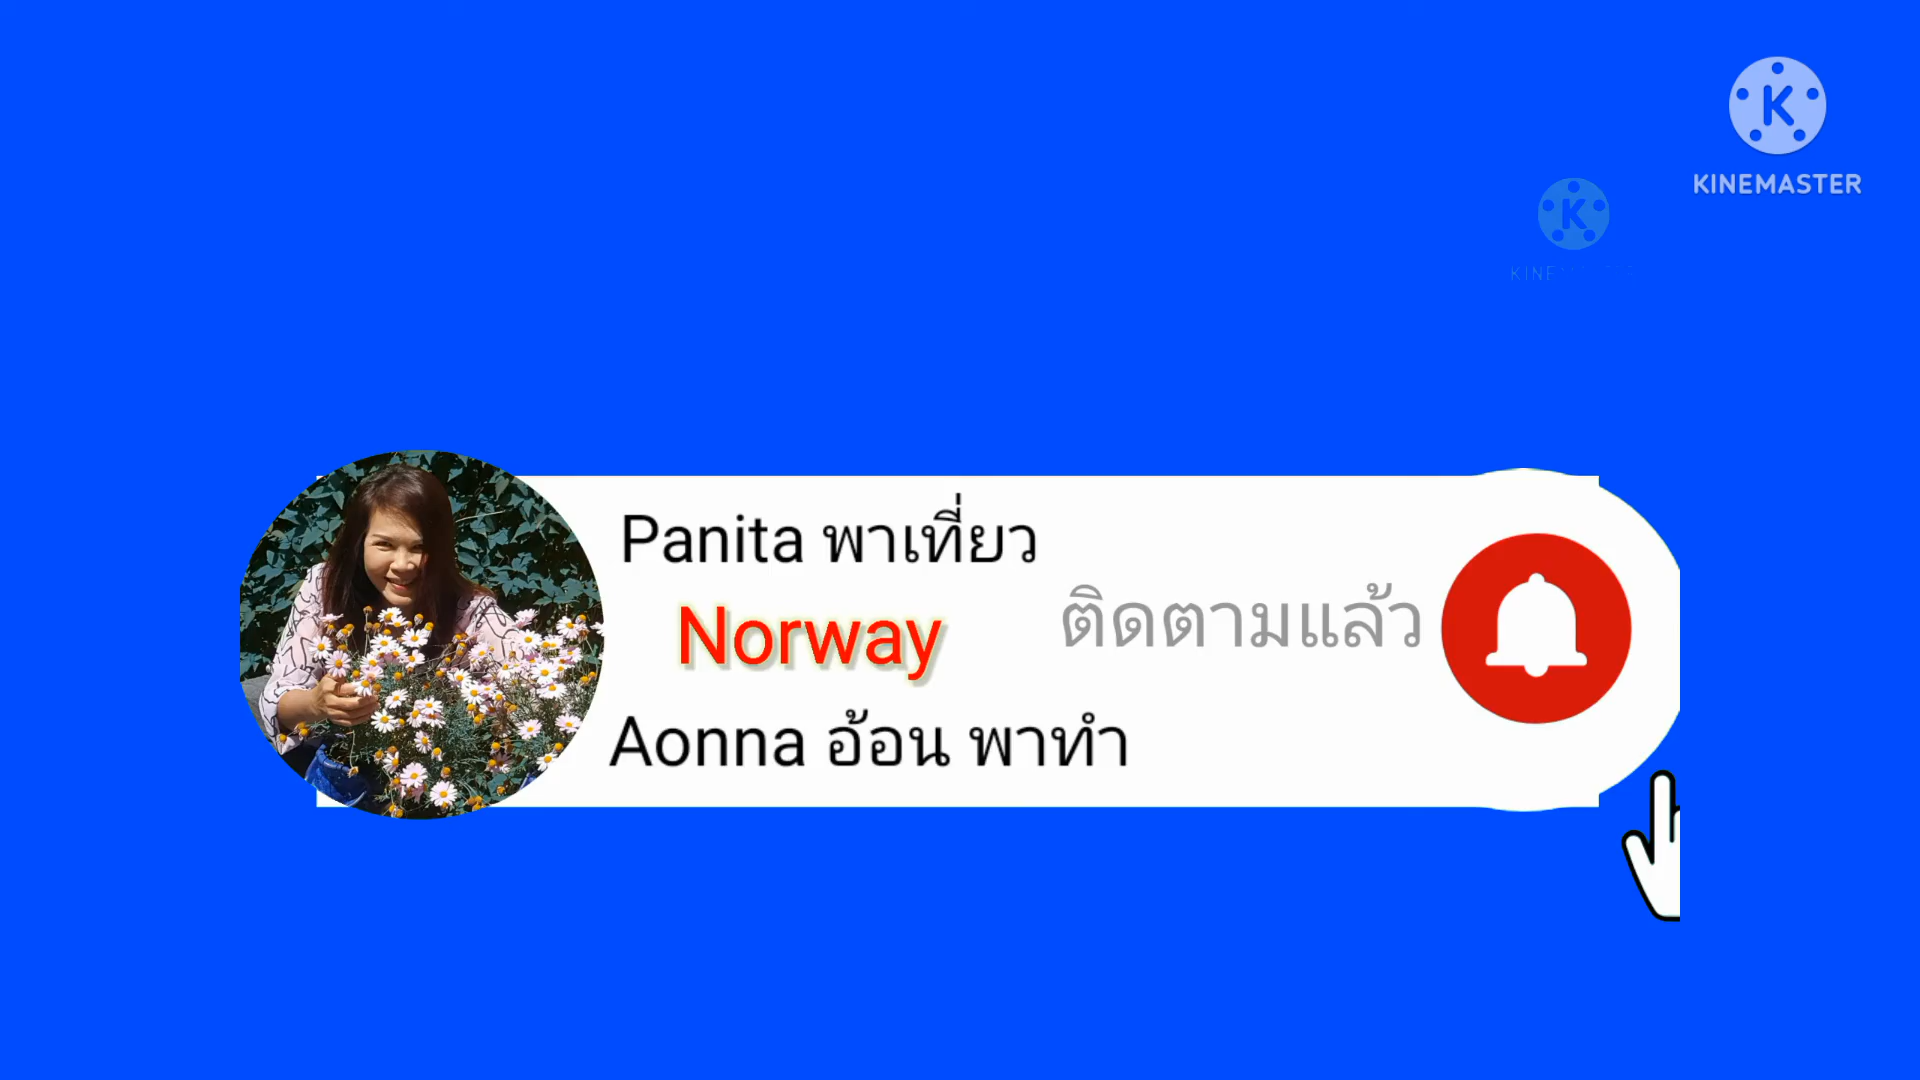 K
KINEMASTER
K
Panita พาเที่ยว
Norway
ติดตามแล้ว
Aonna อ้อน พาทำ